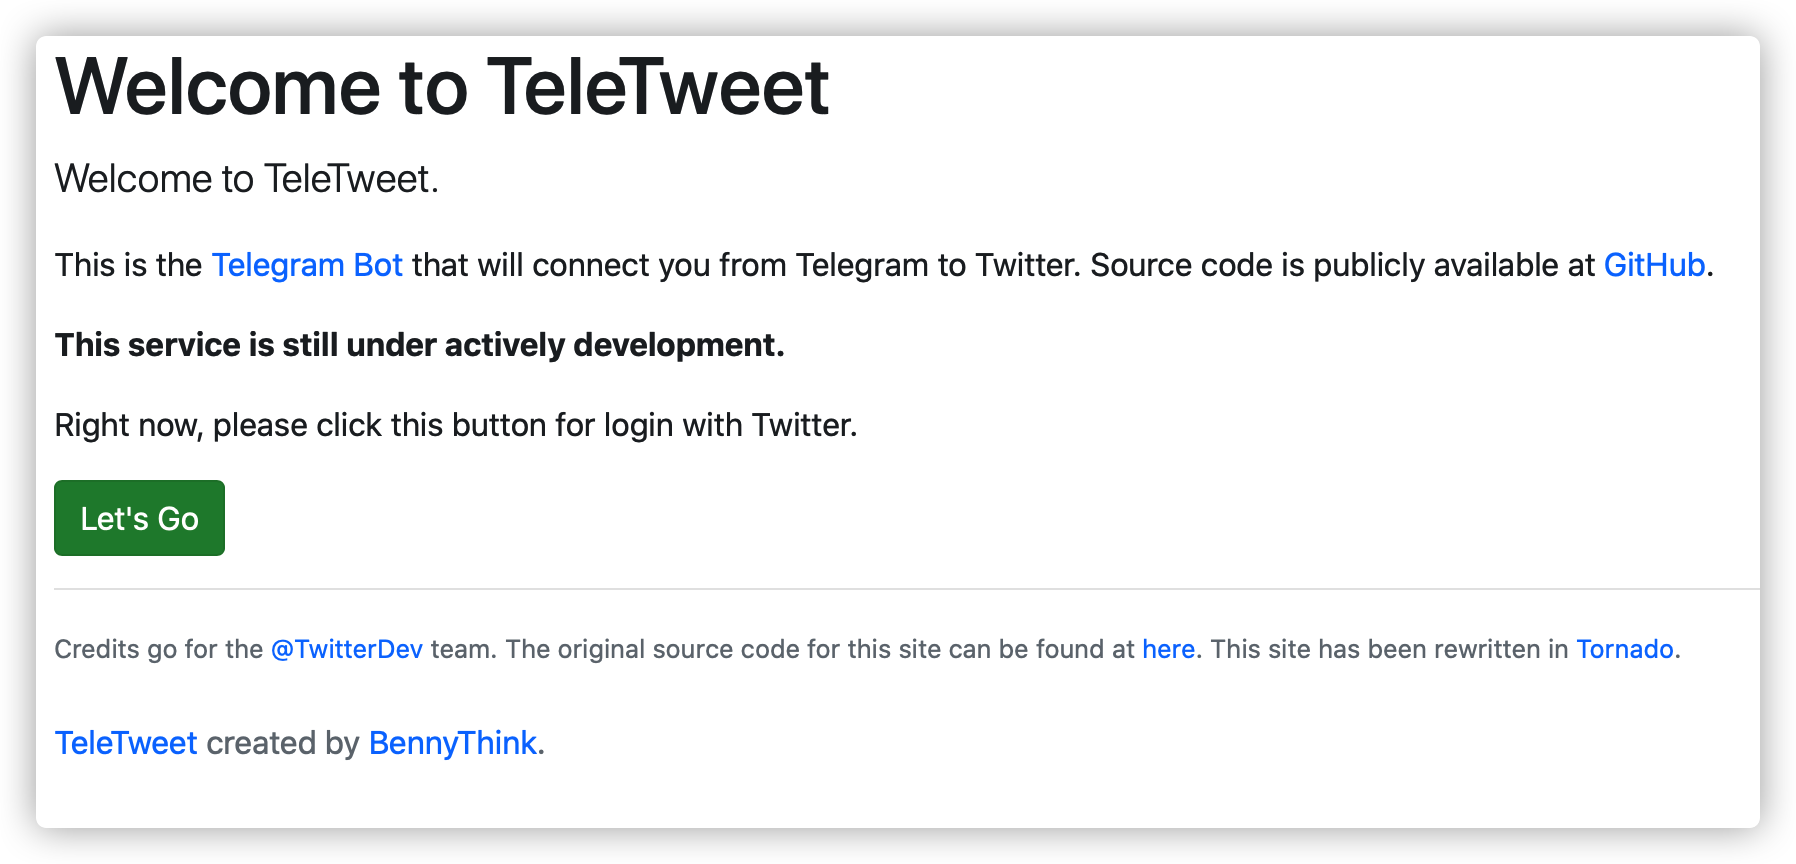 Welcome to TeleTweet
Welcome to TeleTweet.
This is the Telegram Bot that will connect you from Telegram to Twitter. Source code is publicly available at GitHub.
This service is still under actively development.
Right now, please click this button for login with Twitter.
Let's Go
Credits go for the @TwitterDev team. The original source code for this site can be found at here. This site has been rewritten in Tornado.
TeleTweet created by BennyThink.